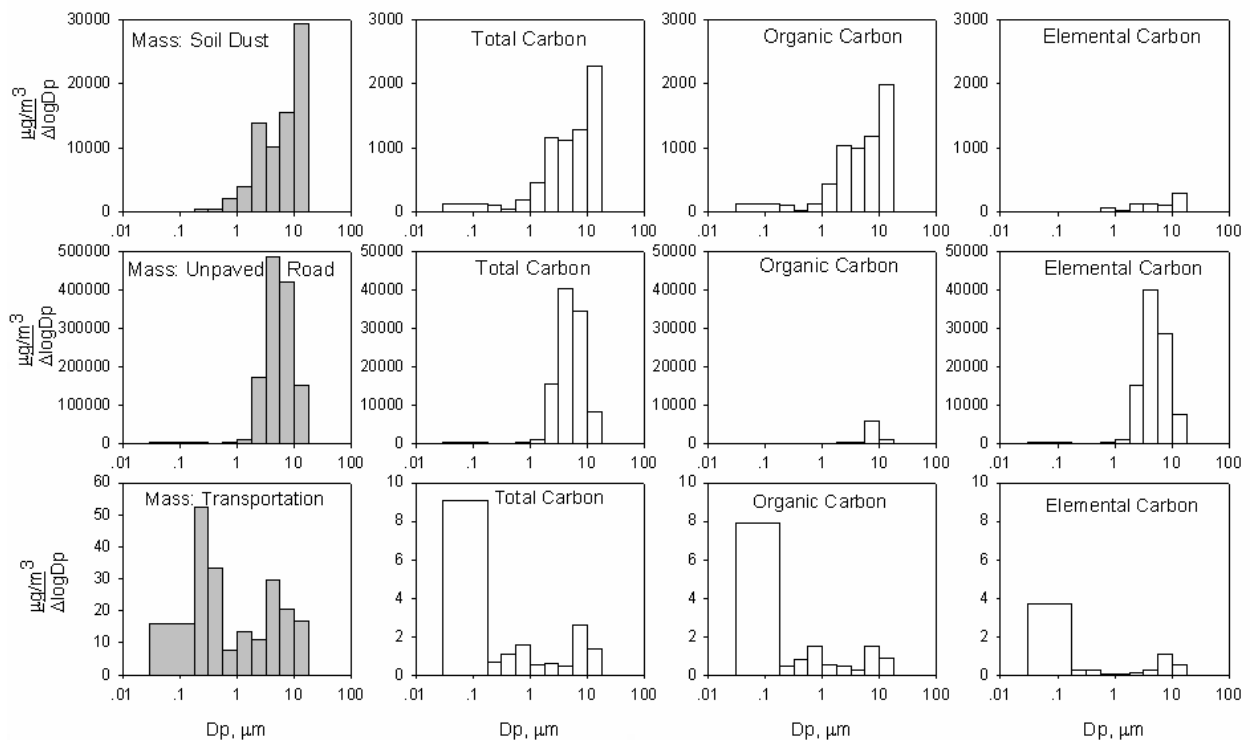 Mass: Soil Dust
Total Carbon
Organic Carbon
Elemental Carbon
µg/m³
ΔlogDp
30000
20000
10000
0
3000
2000
1000
0
3000
2000
1000
0
3000
2000
1000
0
.01 .1 1 10 100
.01 .1 1 10 100
.01 .1 1 10 100
.01 .1 1 10 100
Mass: Unpaved Road
Total Carbon
Organic Carbon
Elemental Carbon
µg/m³
ΔlogDp
500000
400000
300000
200000
100000
0
50000
40000
30000
20000
10000
0
50000
40000
30000
20000
10000
0
50000
40000
30000
20000
10000
0
.01 .1 1 10 100
.01 .1 1 10 100
.01 .1 1 10 100
.01 .1 1 10 100
Mass: Transportation
Total Carbon
Organic Carbon
Elemental Carbon
µg/m³
ΔlogDp
60
50
40
30
20
10
0
10
8
6
4
2
0
10
8
6
4
2
0
10
8
6
4
2
0
.01 .1 1 10 100
.01 .1 1 10 100
.01 .1 1 10 100
.01 .1 1 10 100
Dp, µm
Dp, µm
Dp, µm
Dp, µm